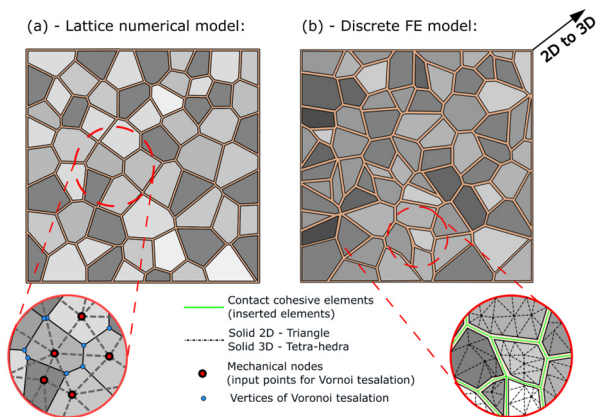 (a) - Lattice numerical model:
(b) - Discrete FE model:
2D to 3D
Contact cohesive elements
(inserted elements)
Solid 2D - Triangle
Solid 3D - Tetra-hedra
Mechanical nodes
(input points for Vornoi tesalation)
Vertices of Voronoi tesalation